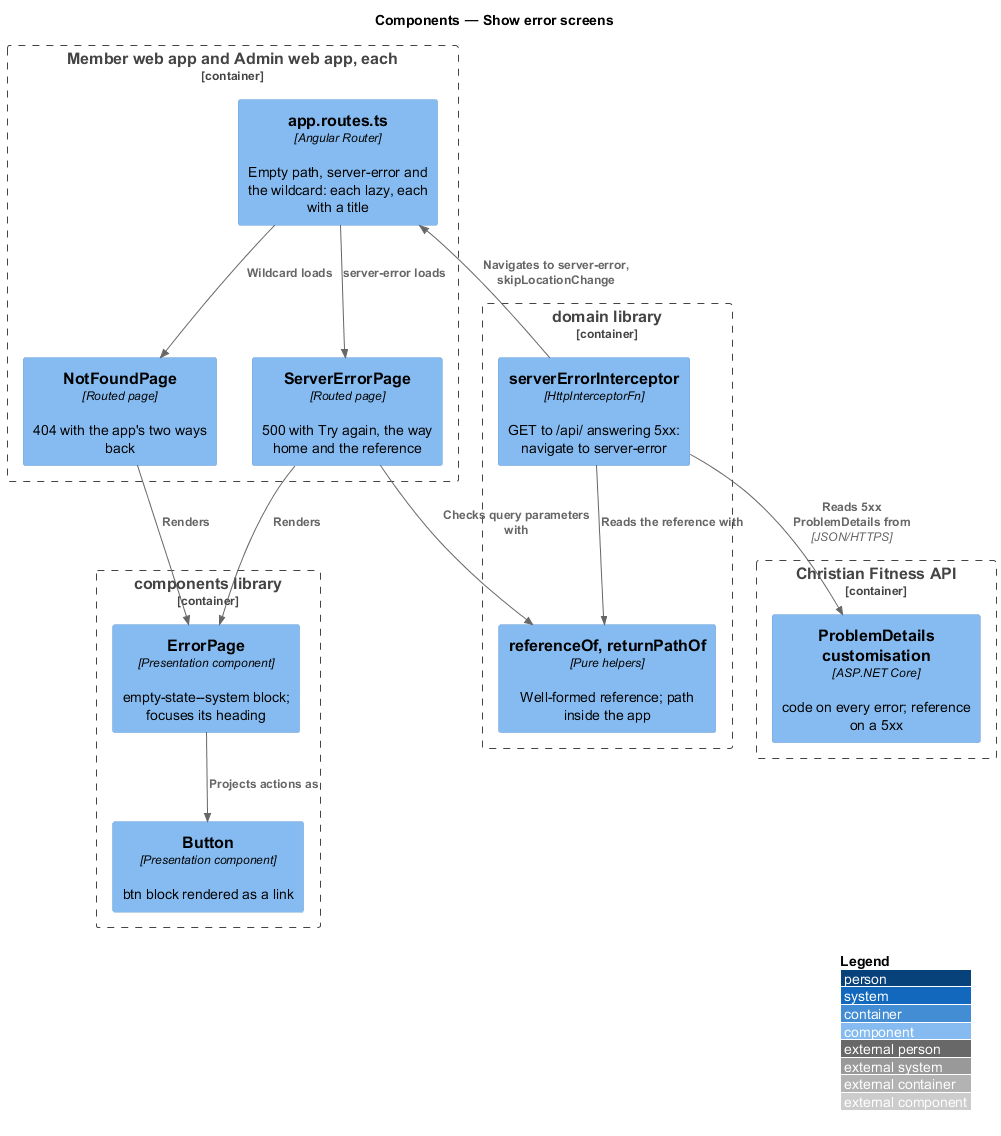 Components — Show error screens
Member web app and Admin web app, each
[container]
app.routes.ts
[Angular Router]
Empty path, server-error and
the wildcard: each lazy, each
with a title
Wildcard loads
server-error loads
Navigates to server-error,
skipLocationChange
domain library
[container]
NotFoundPage
[Routed page]
404 with the app's two ways
back
ServerErrorPage
[Routed page]
500 with Try again, the way
home and the reference
serverErrorInterceptor
[HttpInterceptorFn]
GET to /api/ answering 5xx:
navigate to server-error
Renders
Renders
Checks query parameters
with
Reads the reference with
Reads 5xx
ProblemDetails from
[JSON/HTTPS]
components library
[container]
Christian Fitness API
[container]
ErrorPage
[Presentation component]
empty-state--system block;
focuses its heading
referenceOf, returnPathOf
[Pure helpers]
Well-formed reference; path
inside the app
ProblemDetails
customisation
[ASP.NET Core]
code on every error; reference
on a 5xx
Projects actions as
Button
[Presentation component]
btn block rendered as a link
Legend
person
system
container
component
external person
external system
external container
external component